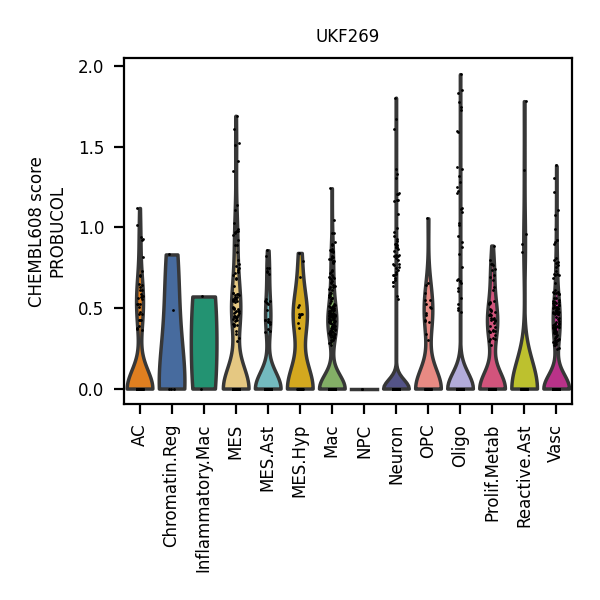 UKF269
CHEMBL608 score
PROBUCOL
2.0
1.5
1.0
0.5
0.0
AC
Chromatin.Reg
Inflammatory.Mac
MES
MES.Ast
MES.Hyp
Mac
NPC
Neuron
OPC
Oligo
Prolif.Metab
Reactive.Ast
Vasc